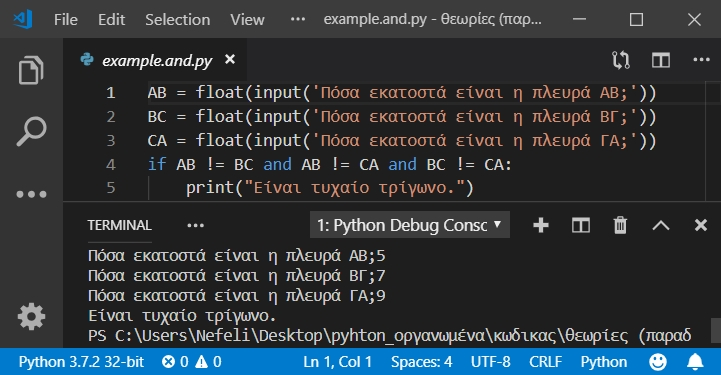 File Edit Selection View ··· example.and.py - θεωρίες (παρ...
example.and.py ×
1 AB = float(input('Πόσα εκατοστά είναι η πλευρά ΑΒ;'))
2 BC = float(input('Πόσα εκατοστά είναι η πλευρά ΒΓ;'))
3 CA = float(input('Πόσα εκατοστά είναι η πλευρά ΓΑ;'))
4 if AB != BC and AB != CA and BC != CA:
5 print("Είναι τυχαίο τρίγωνο.")
TERMINAL ··· 1: Python Debug Consc
Πόσα εκατοστά είναι η πλευρά ΑΒ;5
Πόσα εκατοστά είναι η πλευρά ΒΓ;7
Πόσα εκατοστά είναι η πλευρά ΓΑ;9
Είναι τυχαίο τρίγωνο.
PS C:\Users\Nefeli\Desktop\pyhton_οργανωμένα\κωδικας\θεωρίες (παραδ
Python 3.7.2 32-bit 0 0 Ln 1, Col 1 Spaces: 4 UTF-8 CRLF Python